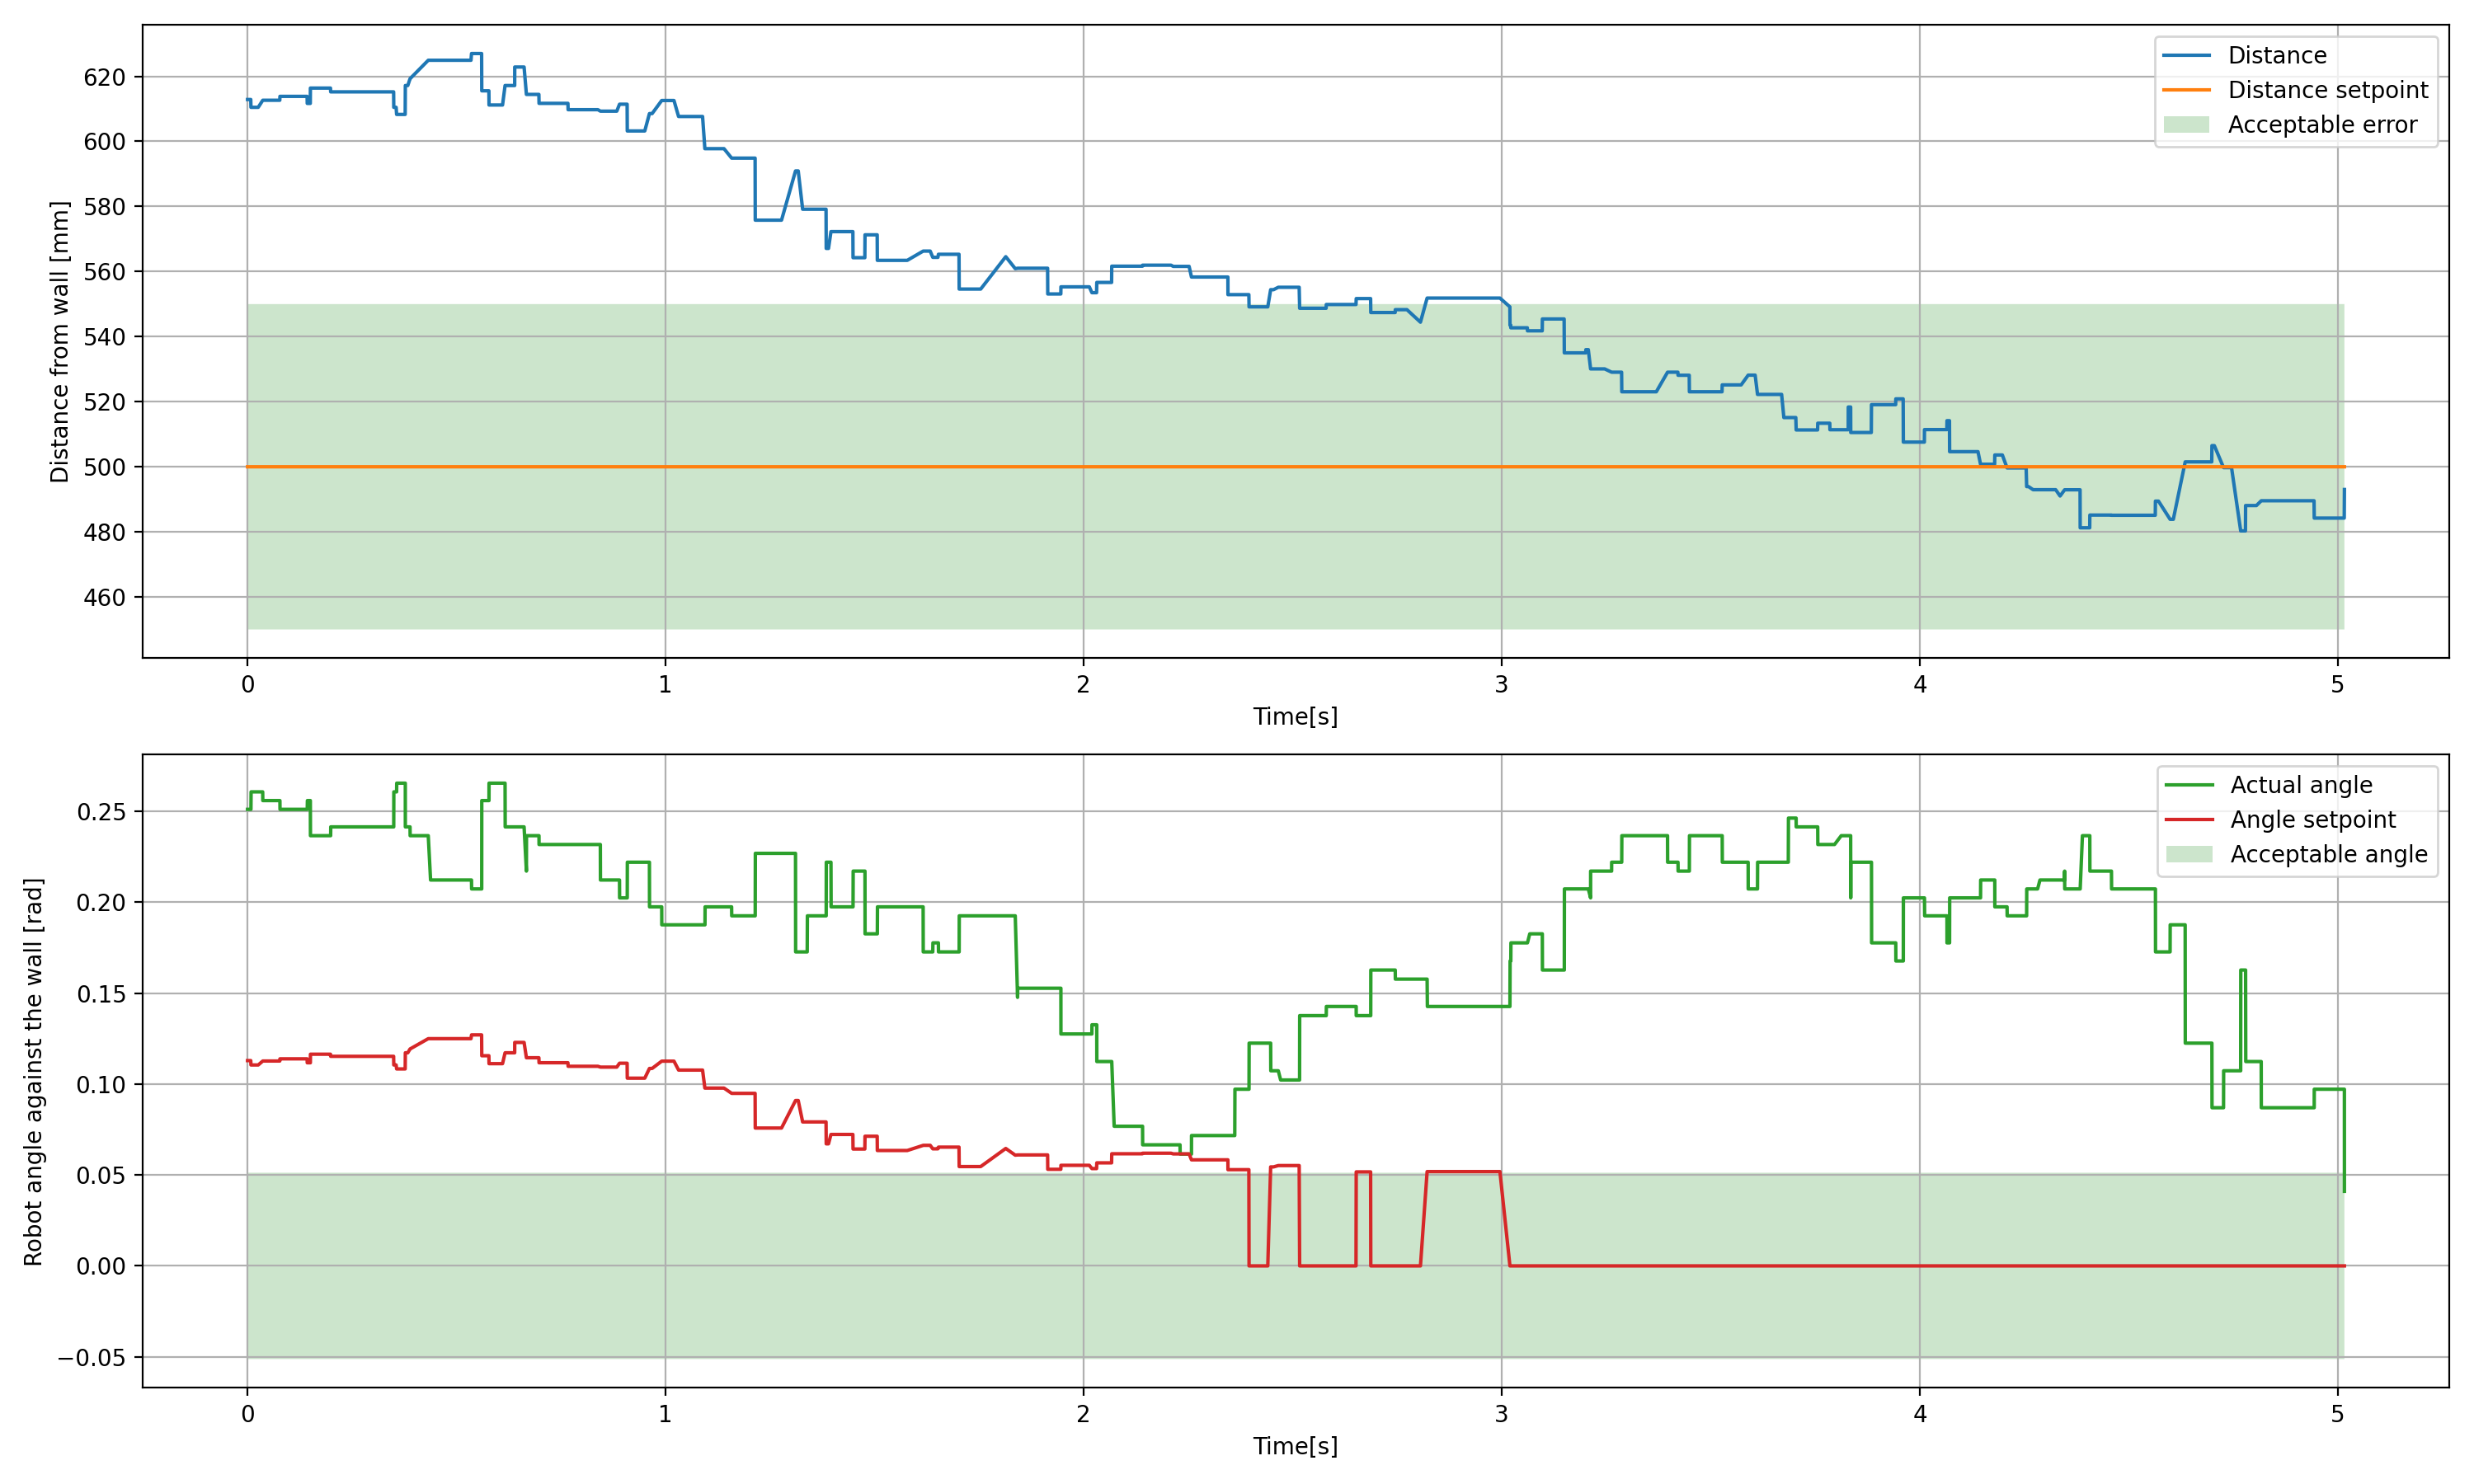 Distance from wall [mm]
620
600
580
560
540
520
500
480
460
Distance
Distance setpoint
Acceptable error
0 1 2 3 4 5
Time[s]
Robot angle against the wall [rad]
0.25
0.20
0.15
0.10
0.05
0.00
−0.05
Actual angle
Angle setpoint
Acceptable angle
0 1 2 3 4 5
Time[s]